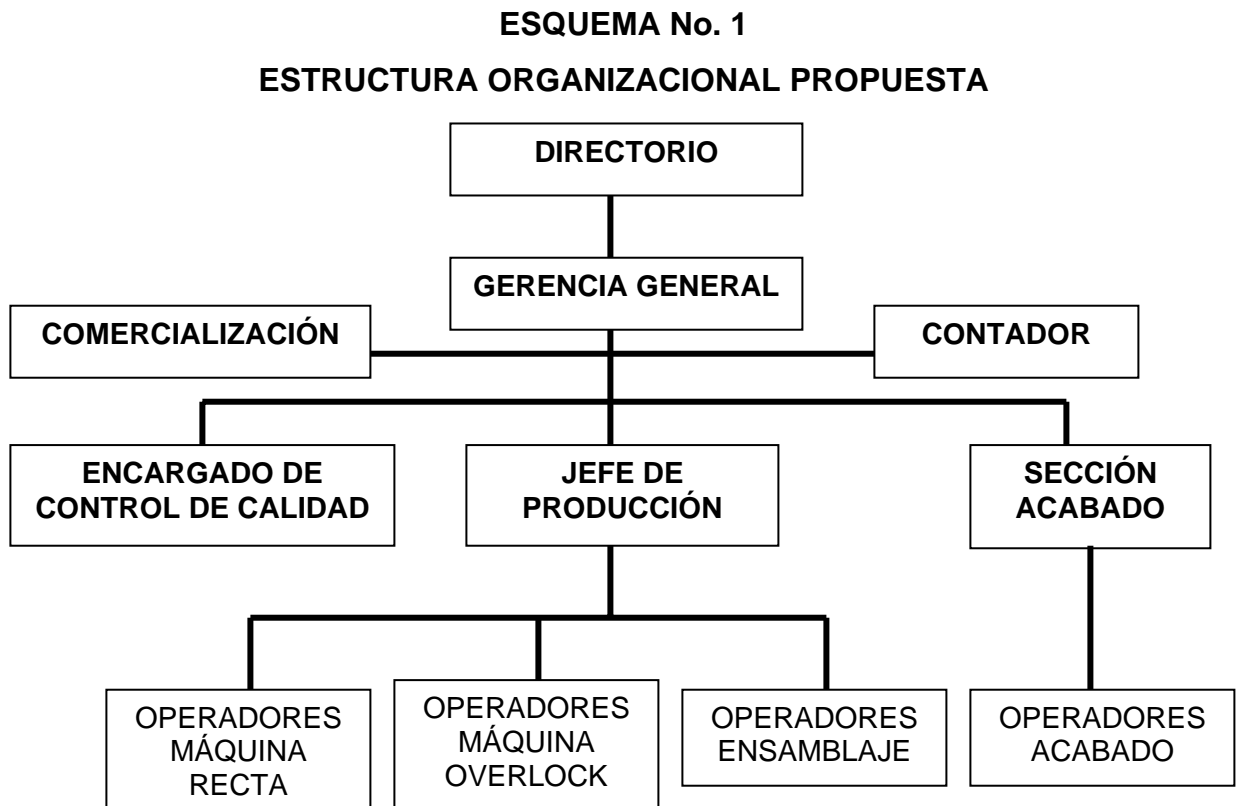 ESQUEMA No. 1
ESTRUCTURA ORGANIZACIONAL PROPUESTA
DIRECTORIO
GERENCIA GENERAL
COMERCIALIZACIÓN
CONTADOR
ENCARGADO DE
CONTROL DE CALIDAD
JEFE DE
PRODUCCIÓN
SECCIÓN
ACABADO
OPERADORES
MÁQUINA
RECTA
OPERADORES
MÁQUINA
OVERLOCK
OPERADORES
ENSAMBLAJE
OPERADORES
ACABADO